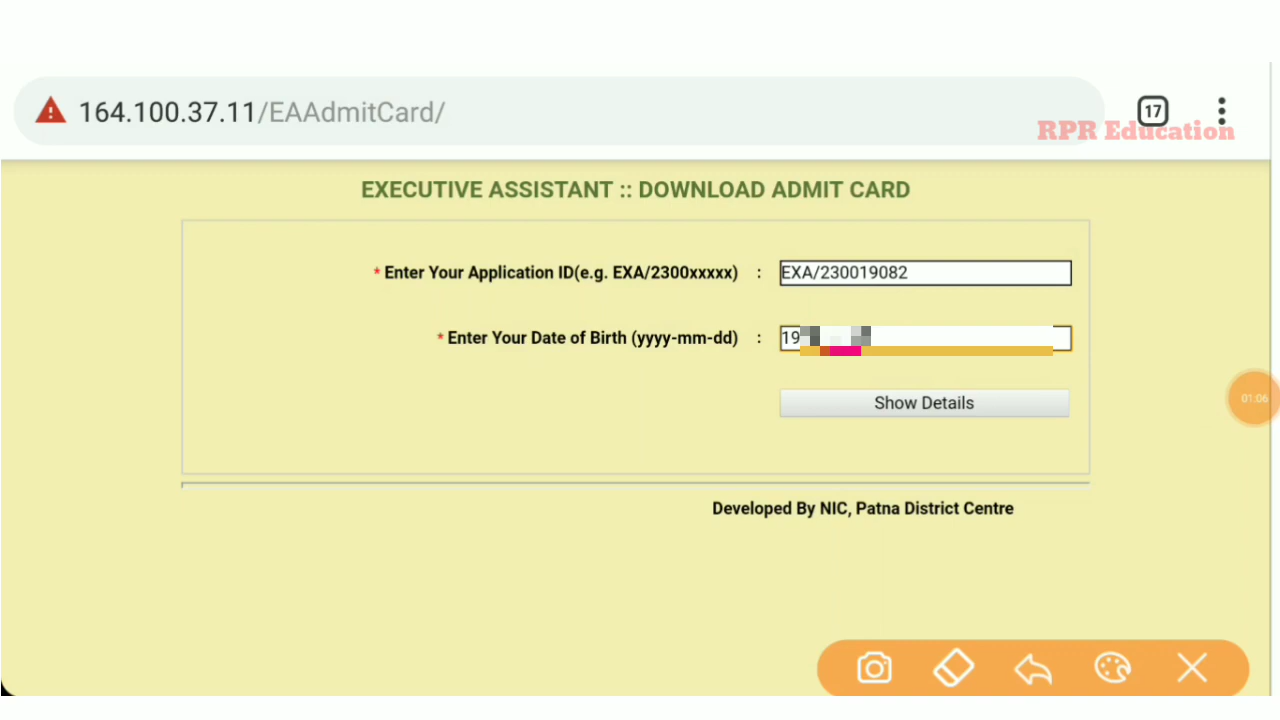 164.100.37.11/EAAdmitCard/
17
RPR Education
EXECUTIVE ASSISTANT :: DOWNLOAD ADMIT CARD
* Enter Your Application ID(e.g. EXA/2300xxxxx) : EXA/230019082
* Enter Your Date of Birth (yyyy-mm-dd) : 19
Show Details
01:06
Developed By NIC, Patna District Centre